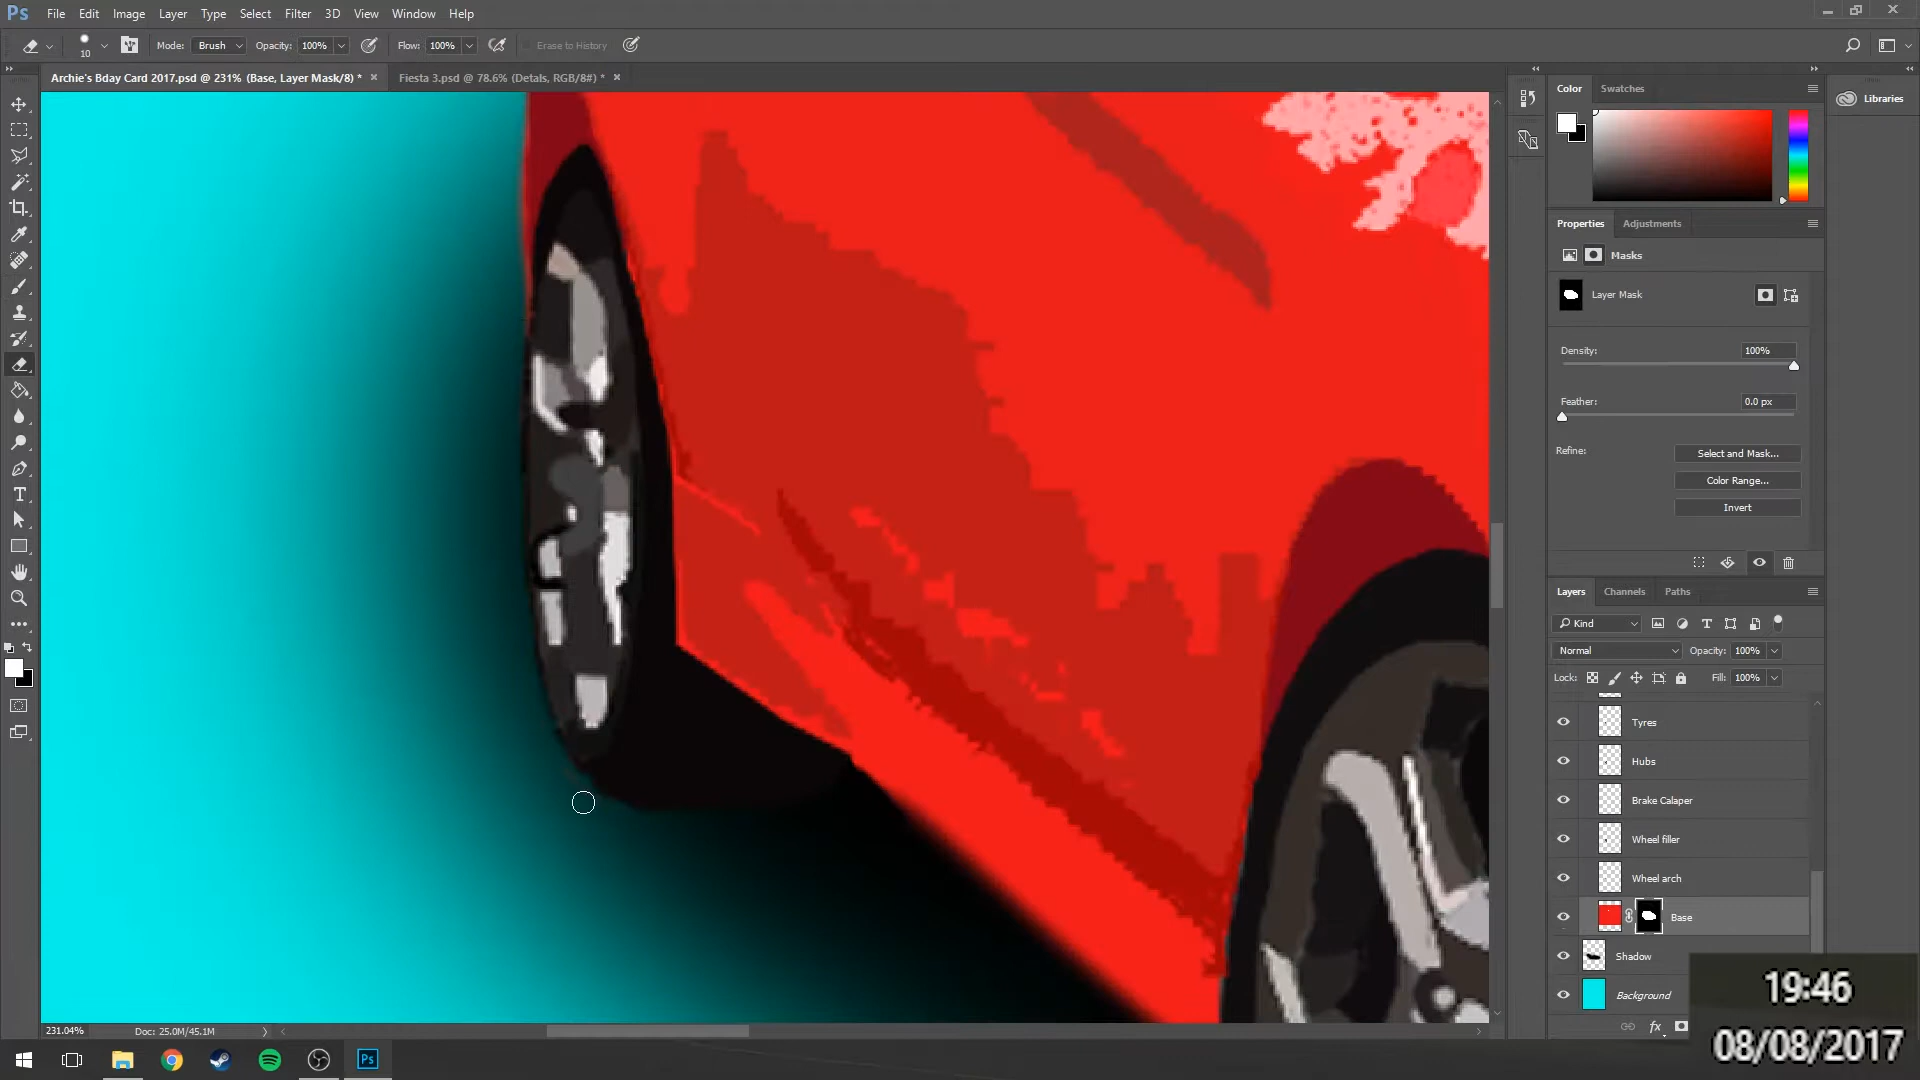 Ps File Edit Image Layer Type Select Filter 3D View Window Help
10 Mode: Brush Opacity: 100% Flow: 100% Erase to History
Archie's Bday Card 2017.psd @ 231% (Base, Layer Mask/8) * × Fiesta 3.psd @ 78.6% (Detals, RGB/8#) * ×
Color Swatches
Libraries
Properties Adjustments
Masks
Layer Mask
Density: 100%
Feather: 0.0 px
Refine: Select and Mask...
Color Range...
Invert
Layers Channels Paths
Kind
Normal Opacity: 100%
Lock: Fill: 100%
Tyres
Hubs
Brake Calaper
Wheel filler
Wheel arch
Base
Shadow
Background
fx
231.04% Doc: 25.0M/45.1M
Ps
19:46
08/08/2017